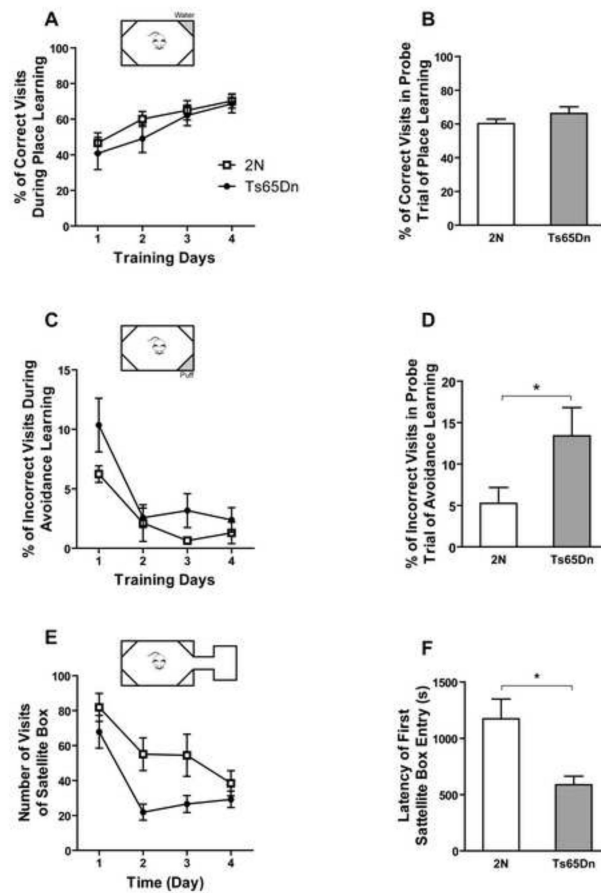 A
Water
% of Correct Visits
During Place Learning
100
80
60
40
20
0
2N
Ts65Dn
1 2 3 4
Training Days
B
% of Correct Visits in Probe
Trial of Place Learning
100
80
60
40
20
0
2N Ts65Dn
C
Puff
% of Incorrect Visits During
Avoidance Learning
15
10
5
0
1 2 3 4
Training Days
D
% of Incorrect Visits in Probe
Trial of Avoidance Learning
20
15
10
5
0
*
2N Ts65Dn
E
Number of Visits
of Satellite Box
100
80
60
40
20
0
1 2 3 4
Time (Day)
F
Latency of First
Sattellite Box Entry (s)
1500
1000
500
0
*
2N Ts65Dn